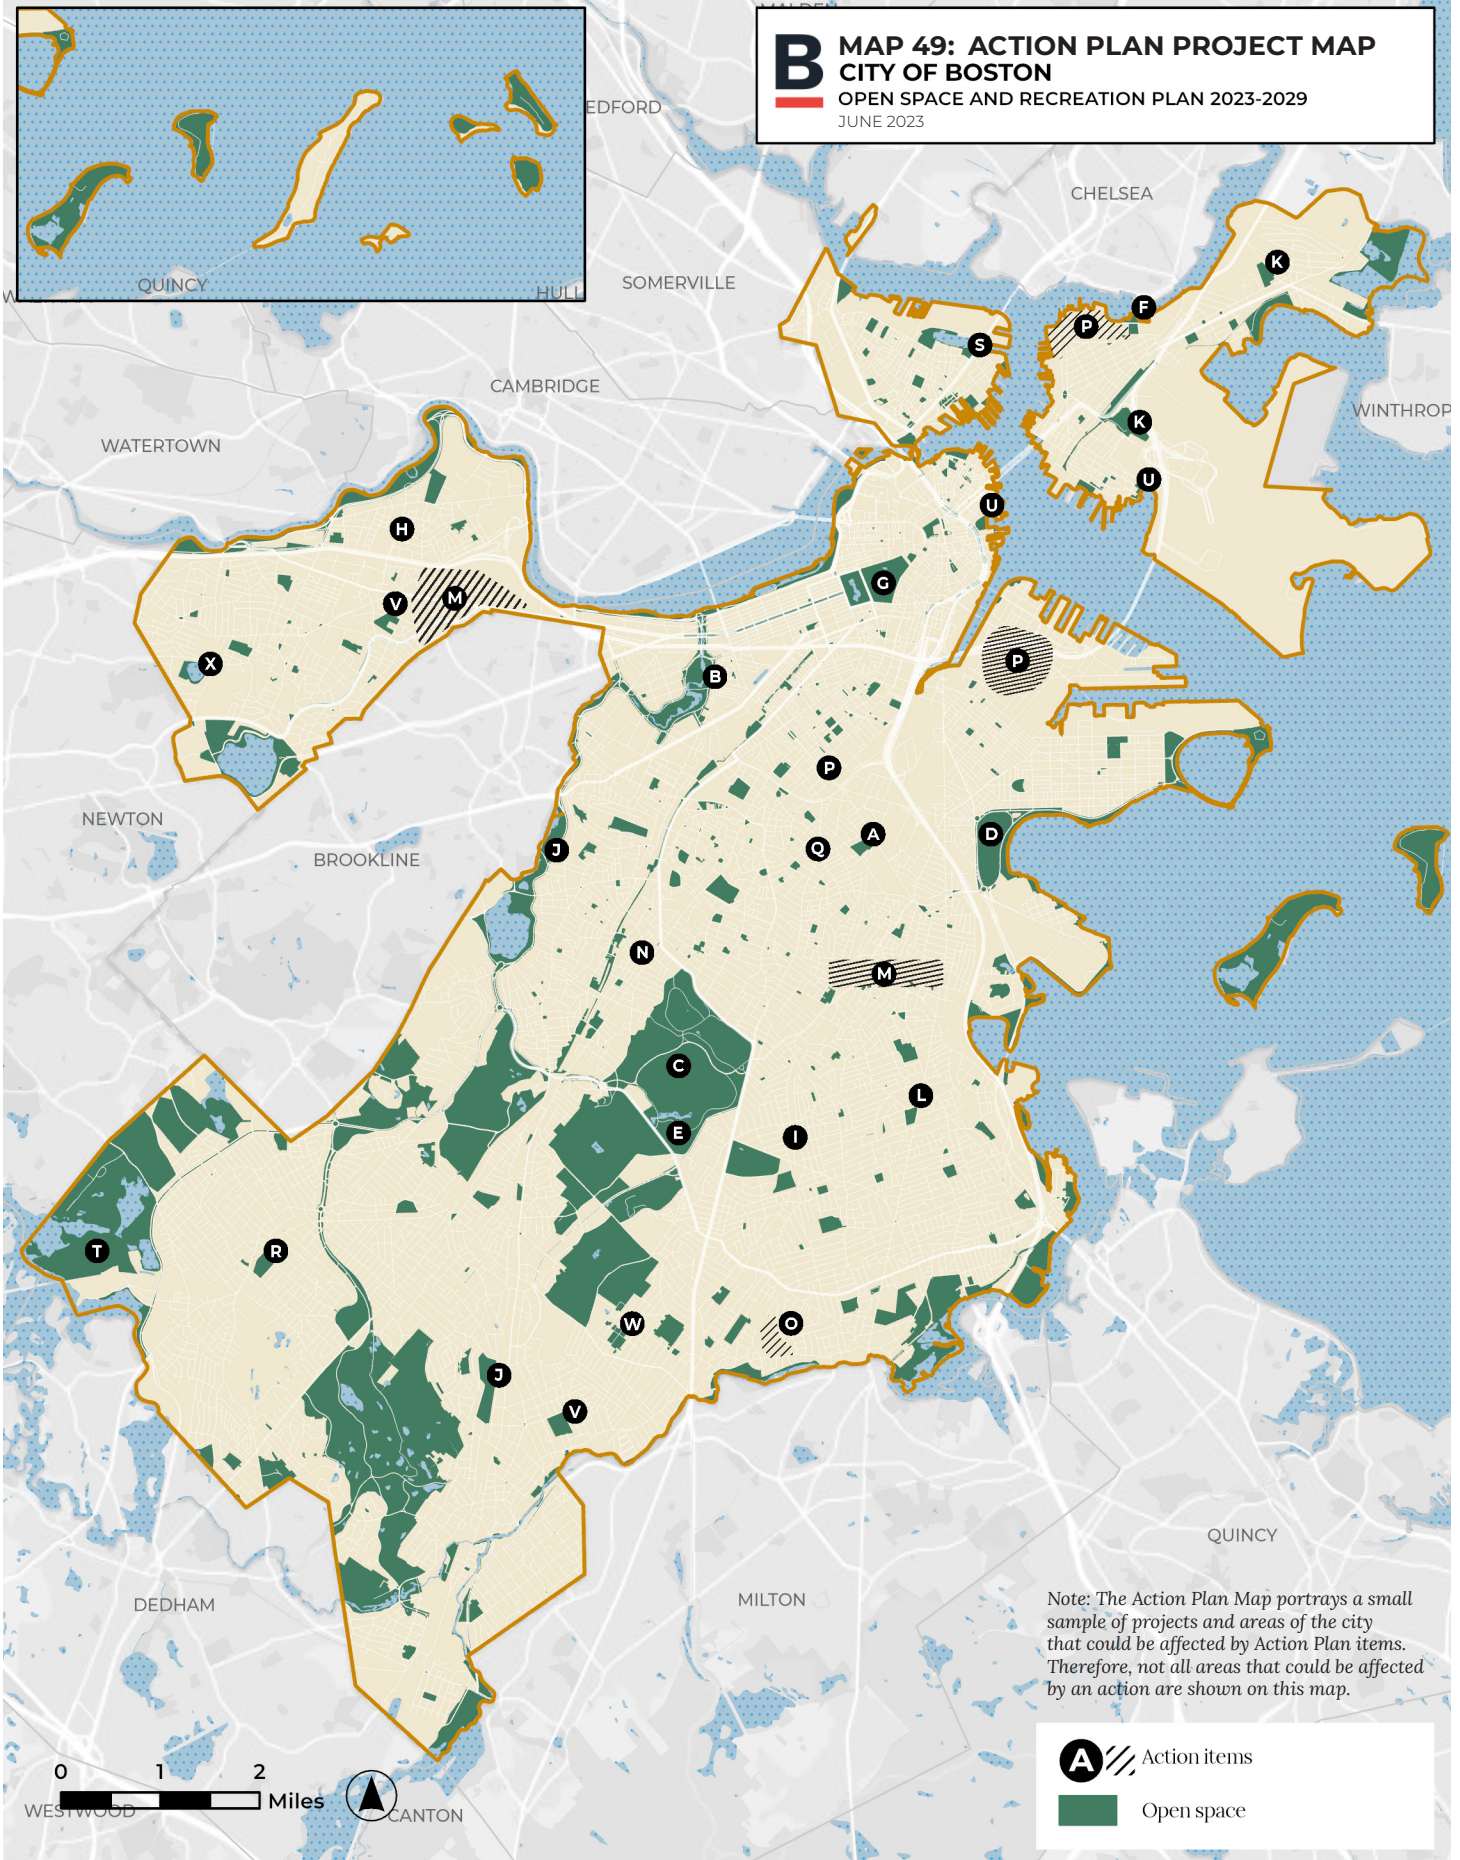 MALDEN
B
MAP 49: ACTION PLAN PROJECT MAP
CITY OF BOSTON
OPEN SPACE AND RECREATION PLAN 2023-2029
JUNE 2023
EDFORD
CHELSEA
QUINCY
HULL
SOMERVILLE
K
F
P
S
CAMBRIDGE
WINTHROP
WATERTOWN
K
U
U
H
G
V
M
X
P
B
P
NEWTON
BROOKLINE
J
Q
A
D
N
M
C
L
E
I
T
R
W
O
J
V
QUINCY
DEDHAM
MILTON
Note: The Action Plan Map portrays a small
sample of projects and areas of the city
that could be affected by Action Plan items.
Therefore, not all areas that could be affected
by an action are shown on this map.
A Action items
Open space
0 1 2
Miles
WESTWOOD
CANTON